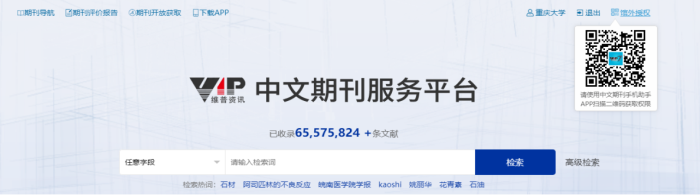 期刊导航 期刊评价报告 期刊开放获取 下载APP 重庆大学 退出 馆外授权
请使用中文期刊手机助手
APP扫描二维码获取权限
VIP 维普资讯 中文期刊服务平台
已收录65,575,824 +条文献
任意字段 请输入检索词 检索 高级检索
检索热词： 石材 阿司匹林的不良反应 皖南医学院学报 kaoshi 姚丽华 花青素 石油